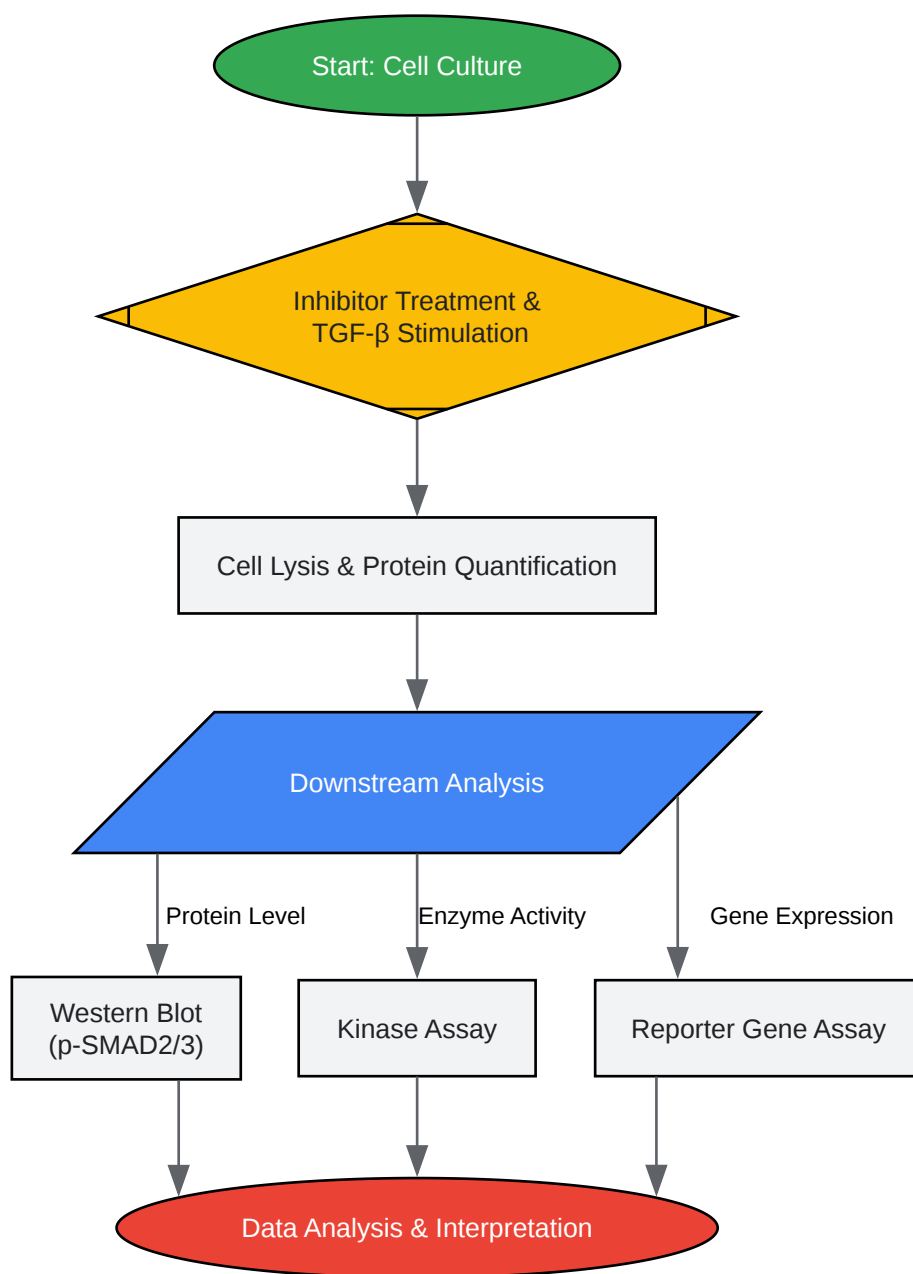 Start: Cell Culture
Inhibitor Treatment &
TGF-β Stimulation
Cell Lysis & Protein Quantification
Downstream Analysis
Protein Level
Enzyme Activity
Gene Expression
Western Blot
(p-SMAD2/3)
Kinase Assay
Reporter Gene Assay
Data Analysis & Interpretation